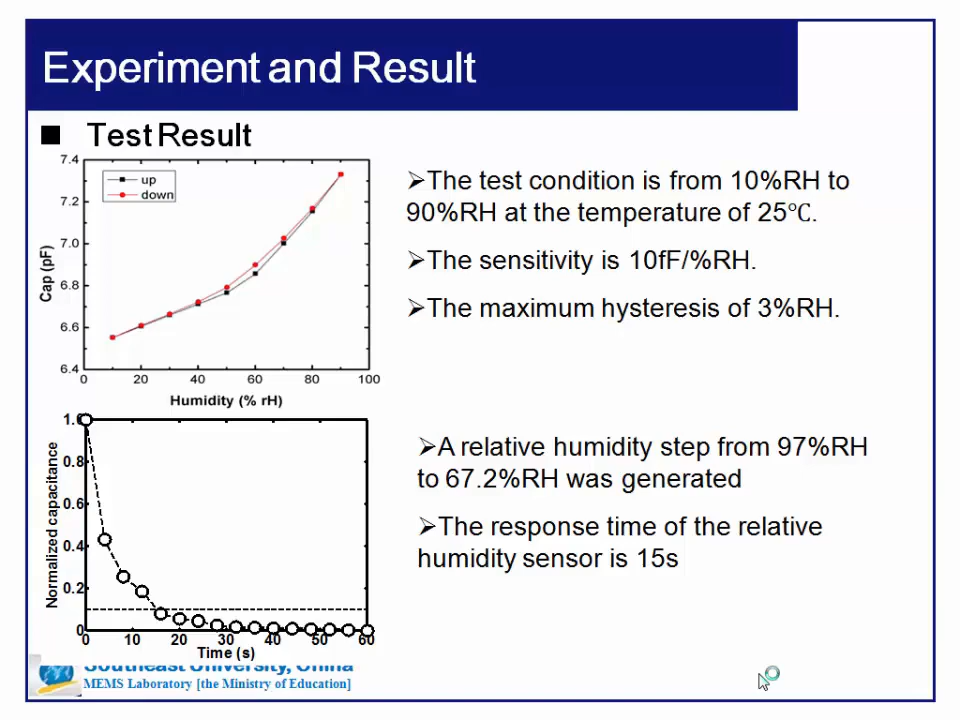 Experiment and Result
■ Test Result
7.4
7.2
7.0
6.8
6.6
6.4
Cap (pF)
up
down
0 20 40 60 80 100
Humidity (% rH)
➢The test condition is from 10%RH to
90%RH at the temperature of 25℃.
➢The sensitivity is 10fF/%RH.
➢The maximum hysteresis of 3%RH.
1.0
0.8
0.6
0.4
0.2
0
Normalized capacitance
0 10 20 30 40 50 60
Time (s)
➢A relative humidity step from 97%RH
to 67.2%RH was generated
➢The response time of the relative
humidity sensor is 15s
Southeast University, China
MEMS Laboratory [the Ministry of Education]